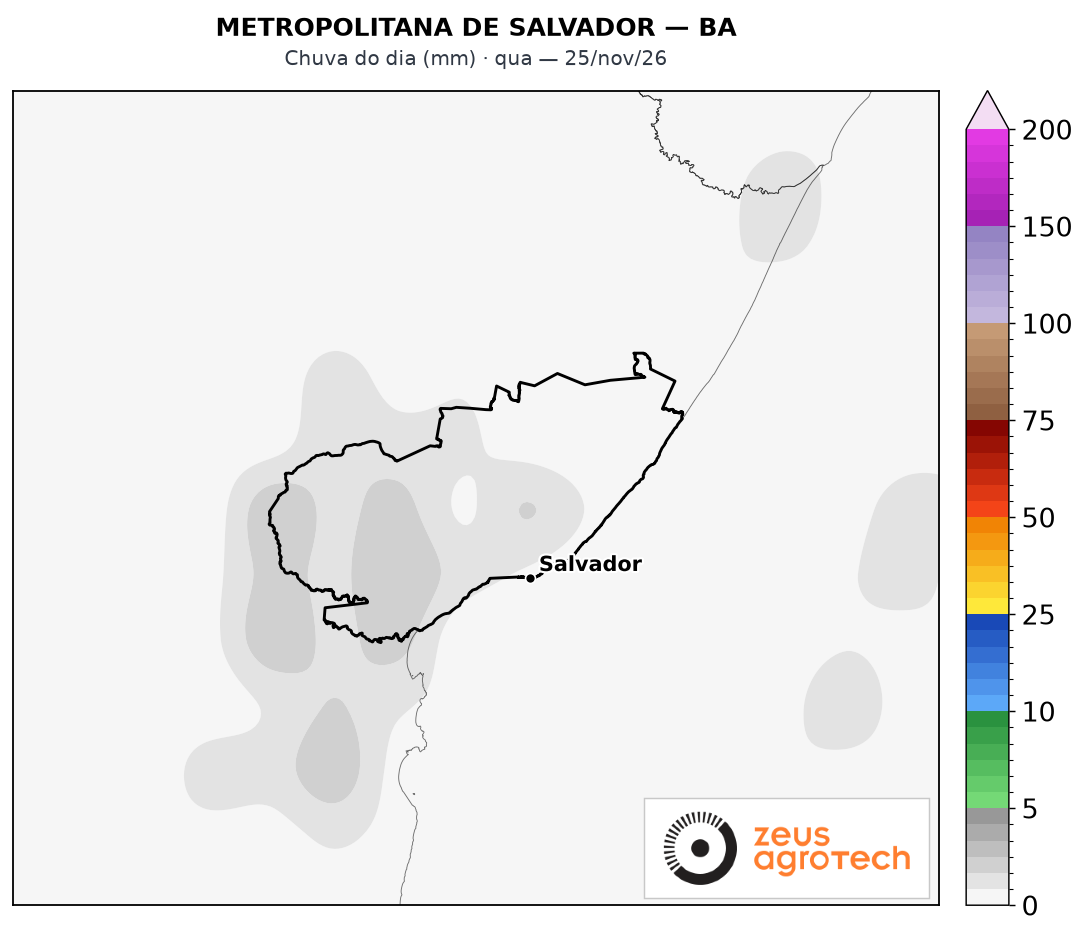 METROPOLITANA DE SALVADOR — BA
Chuva do dia (mm) · qua — 25/nov/26
200
150
100
75
50
25
10
5
0
Salvador
zeus
agrotech